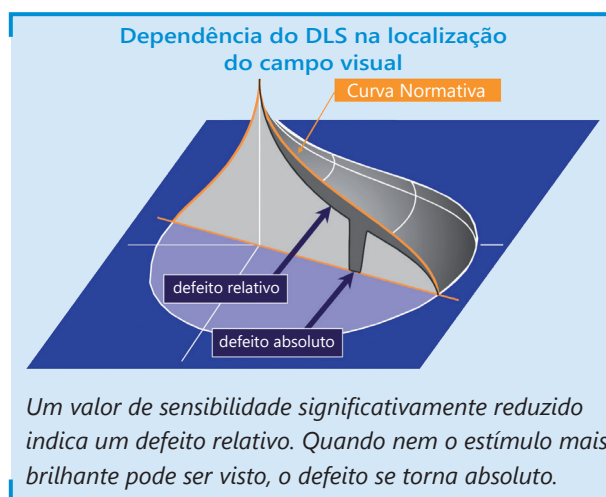 Dependência do DLS na localização
do campo visual
Curva Normativa
defeito relativo
defeito absoluto
Um valor de sensibilidade significativamente reduzido
indica um defeito relativo. Quando nem o estímulo mais
brilhante pode ser visto, o defeito se torna absoluto.